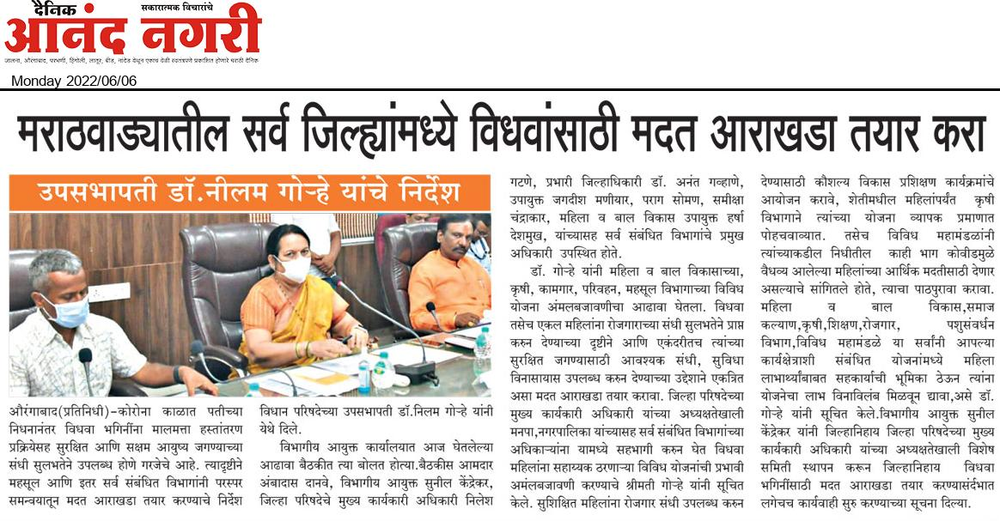 दैनिक
सकारात्मक विचारांचे
आनंद नगरी
जालना, औरंगाबाद, परभणी, हिंगोली, लातूर, बीड, नांदेड येथून एकाच वेळी स्वतंत्रपणे प्रकाशित होणारे मराठी दैनिक
Monday 2022/06/06
मराठवाड्यातील सर्व जिल्ह्यांमध्ये विधवांसाठी मदत आराखडा तयार करा
उपसभापती डॉ.नीलम गोऱ्हे यांचे निर्देश
औरंगाबाद(प्रतिनिधी)-कोरोना काळात पतीच्या
निधनानंतर विधवा भगिनींना मालमत्ता हस्तांतरण
प्रक्रियेसह सुरक्षित आणि सक्षम आयुष्य जगण्याच्या
संधी सुलभतेने उपलब्ध होणे गरजेचे आहे. त्यादृष्टीने
महसूल आणि इतर सर्व संबंधित विभागांनी परस्पर
समन्वयातून मदत आराखडा तयार करण्याचे निर्देश
विधान परिषदेच्या उपसभापती डॉ.निलम गोऱ्हे यांनी
येथे दिले.
विभागीय आयुक्त कार्यालयात आज घेतलेल्या
आढावा बैठकीत त्या बोलत होत्या.बैठकीस आमदार
अंबादास दानवे, विभागीय आयुक्त सुनील केंद्रेकर,
जिल्हा परिषदेचे मुख्य कार्यकारी अधिकारी निलेश
गटणे, प्रभारी जिल्हाधिकारी डॉ. अनंत गव्हाणे,
उपायुक्त जगदीश मणीयार, पराग सोमण, समीक्षा
चंद्राकार, महिला व बाल विकास उपायुक्त हर्षा
देशमुख, यांच्यासह सर्व संबंधित विभागांचे प्रमुख
अधिकारी उपस्थित होते.
डॉ. गोऱ्हे यांनी महिला व बाल विकासाच्या,
कृषी, कामगार, परिवहन, महसूल विभागाच्या विविध
योजना अंमलबजावणीचा आढावा घेतला. विधवा
तसेच एकल महिलांना रोजगाराच्या संधी सुलभतेने प्राप्त
करुन देण्याच्या दृष्टीने आणि एकंदरीतच त्यांच्या
सुरक्षित जगण्यासाठी आवश्यक संधी, सुविधा
विनासायास उपलब्ध करुन देण्याच्या उद्देशाने एकत्रित
असा मदत आराखडा तयार करावा. जिल्हा परिषदेच्या
मुख्य कार्यकारी अधिकारी यांच्या अध्यक्षतेखाली
मनपा,नगरपालिका यांच्यासह सर्व संबंधित विभागांच्या
अधिकाऱ्यांना यामध्ये सहभागी करुन घेत विधवा
महिलांना सहाय्यक ठरणाऱ्या विविध योजनांची प्रभावी
अमंलबजावणी करण्याचे श्रीमती गोऱ्हे यांनी सूचित
केले. सुशिक्षित महिलांना रोजगार संधी उपलब्ध करुन
देण्यासाठी कौशल्य विकास प्रशिक्षण कार्यक्रमांचे
आयोजन करावे, शेतीमधील महिलांपर्यंत कृषी
विभागाने त्यांच्या योजना व्यापक प्रमाणात
पोहचवाव्यात. तसेच विविध महामंडळांनी
त्यांच्याकडील निधीतील काही भाग कोवीडमुळे
वैधव्य आलेल्या महिलांच्या आर्थिक मदतीसाठी देणार
असल्याचे सांगितले होते, त्याचा पाठपुरावा करावा.
महिला व बाल विकास,समाज
कल्याण,कृषी,शिक्षण,रोजगार, पशुसंवर्धन
विभाग,विविध महामंडळे या सर्वांनी आपल्या
कार्यक्षेत्राशी संबंधित योजनांमध्ये महिला
लाभार्थ्यांबाबत सहकार्याची भूमिका ठेऊन त्यांना
योजनेचा लाभ विनाविलंब मिळवून द्यावा,असे डॉ.
गोऱ्हे यांनी सूचित केले.विभागीय आयुक्त सुनील
केंद्रेकर यांनी जिल्हानिहाय जिल्हा परिषदेच्या मुख्य
कार्यकारी अधिकारी यांच्या अध्यक्षतेखाली विशेष
समिती स्थापन करून जिल्हानिहाय विधवा
भगिनींसाठी मदत आराखडा तयार करण्यासंर्दभात
लगेचच कार्यवाही सुरु करण्याच्या सूचना दिल्या.